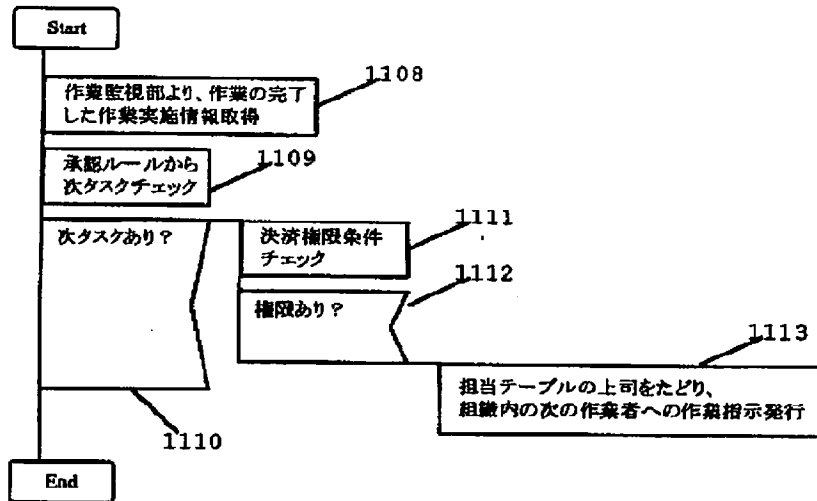 Start
1108
作業監視部より、作業の完了
した作業実施情報取得
1109
承認ルールから
次タスクチェック
次タスクあり？
1111
決済権限条件
チェック
1112
権限あり？
1113
担当テーブルの上司をたどり、
組織内の次の作業者への作業指示発行
1110
End